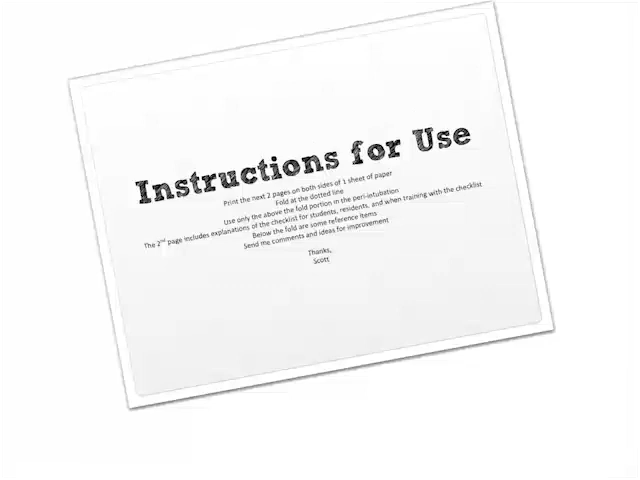 Instructions for Use
Print the next 2 pages on both sides of 1 sheet of paper
Fold at the dotted line
Use only the above the fold portion in the peri-intubation
The 2nd page includes explanations of the checklist for students, residents, and when training with the checklist
Below the fold are some reference items
Send me comments and ideas for improvement
Thanks,
Scott